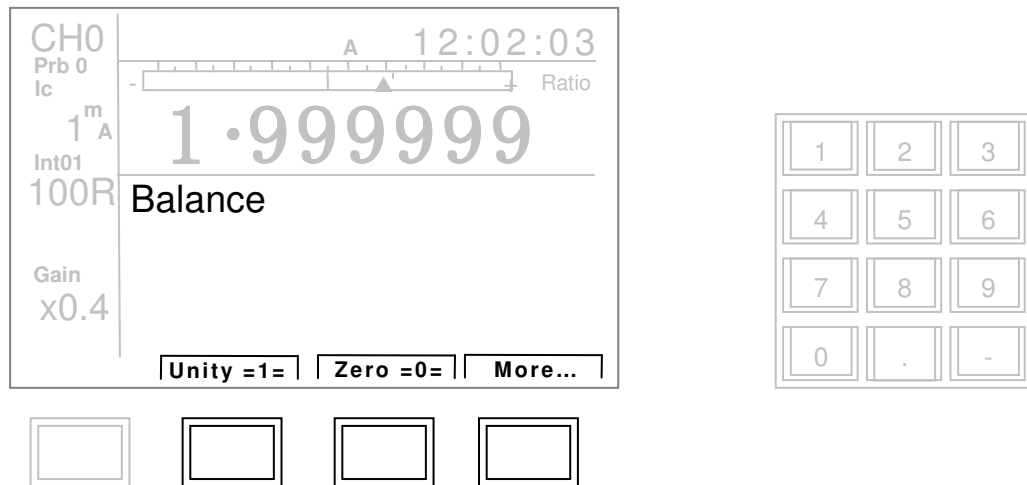 CH0
A 12:02:03
Prb 0
- + Ratio
Ic
1 m A
1·999999
Int01
100R
Balance
Gain
x0.4
Unity =1= Zero =0= More...
1 2 3
4 5 6
7 8 9
0 . -